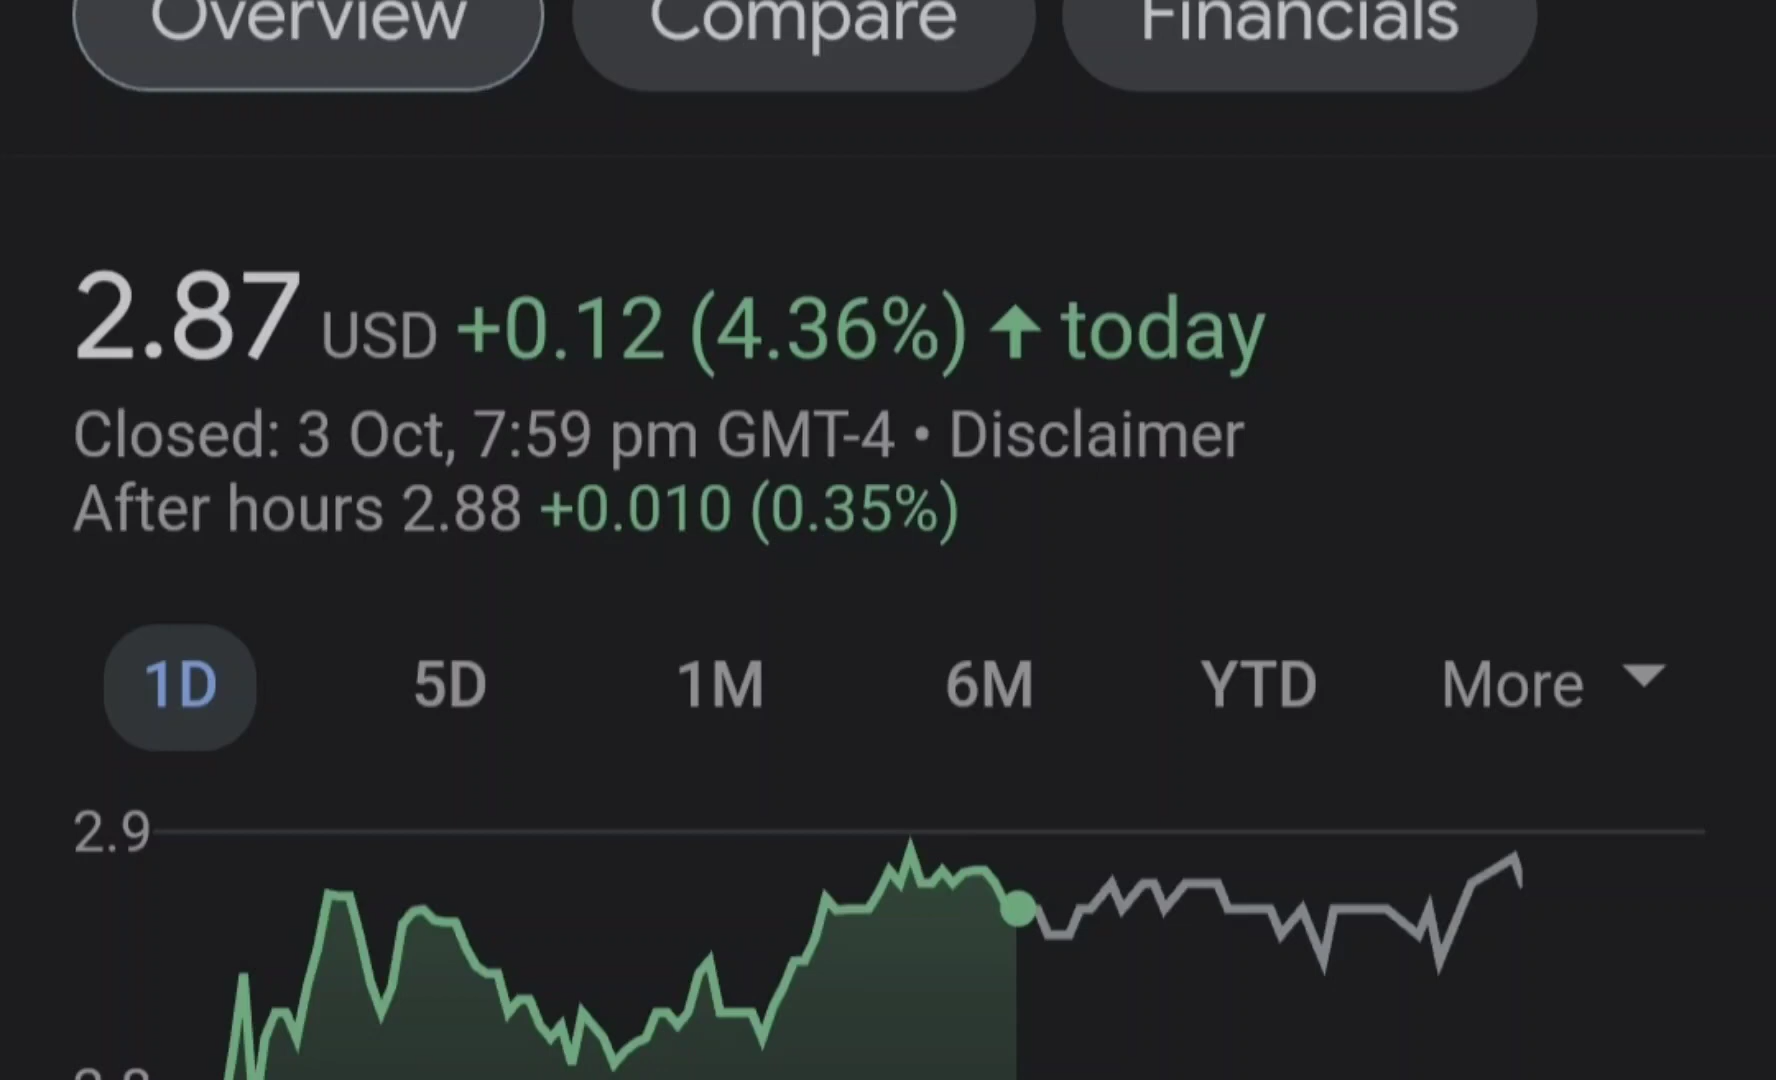 Overview Compare Financials
2.87 USD +0.12 (4.36%) ↑ today
Closed: 3 Oct, 7:59 pm GMT-4 • Disclaimer
After hours 2.88 +0.010 (0.35%)
1D 5D 1M 6M YTD More
2.9